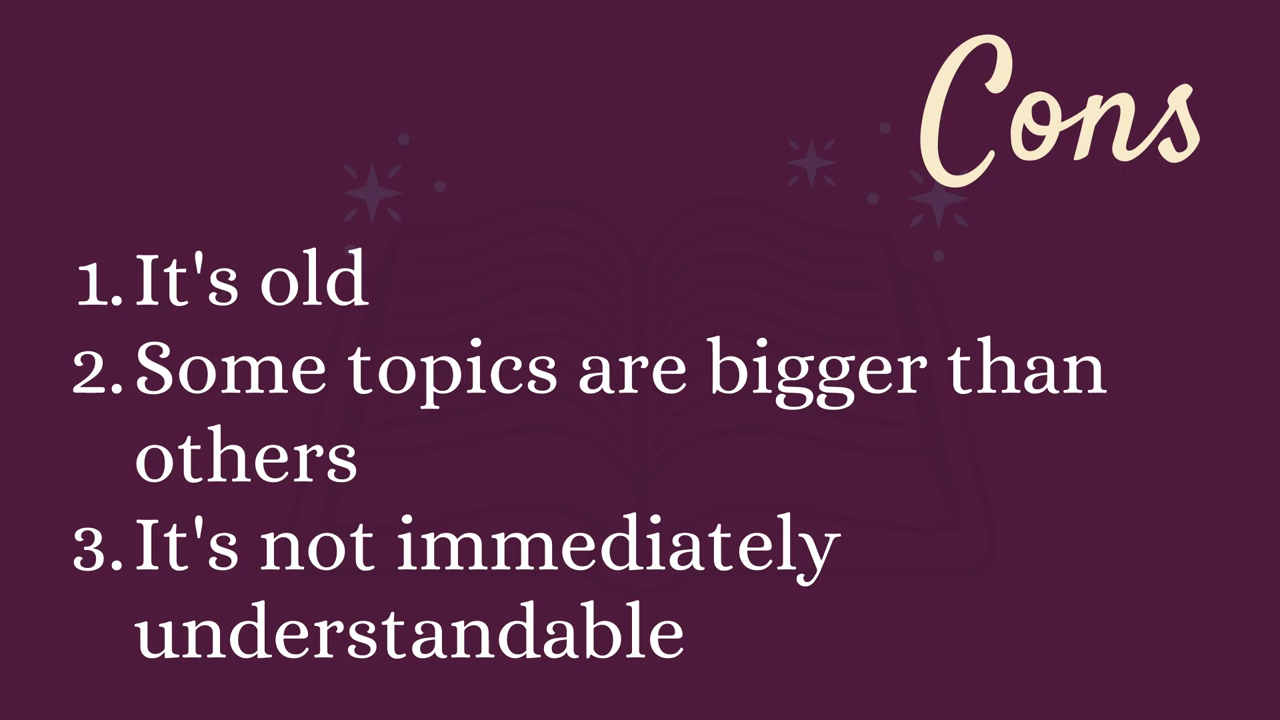 Cons
1. It's old
2. Some topics are bigger than
others
3. It's not immediately
understandable